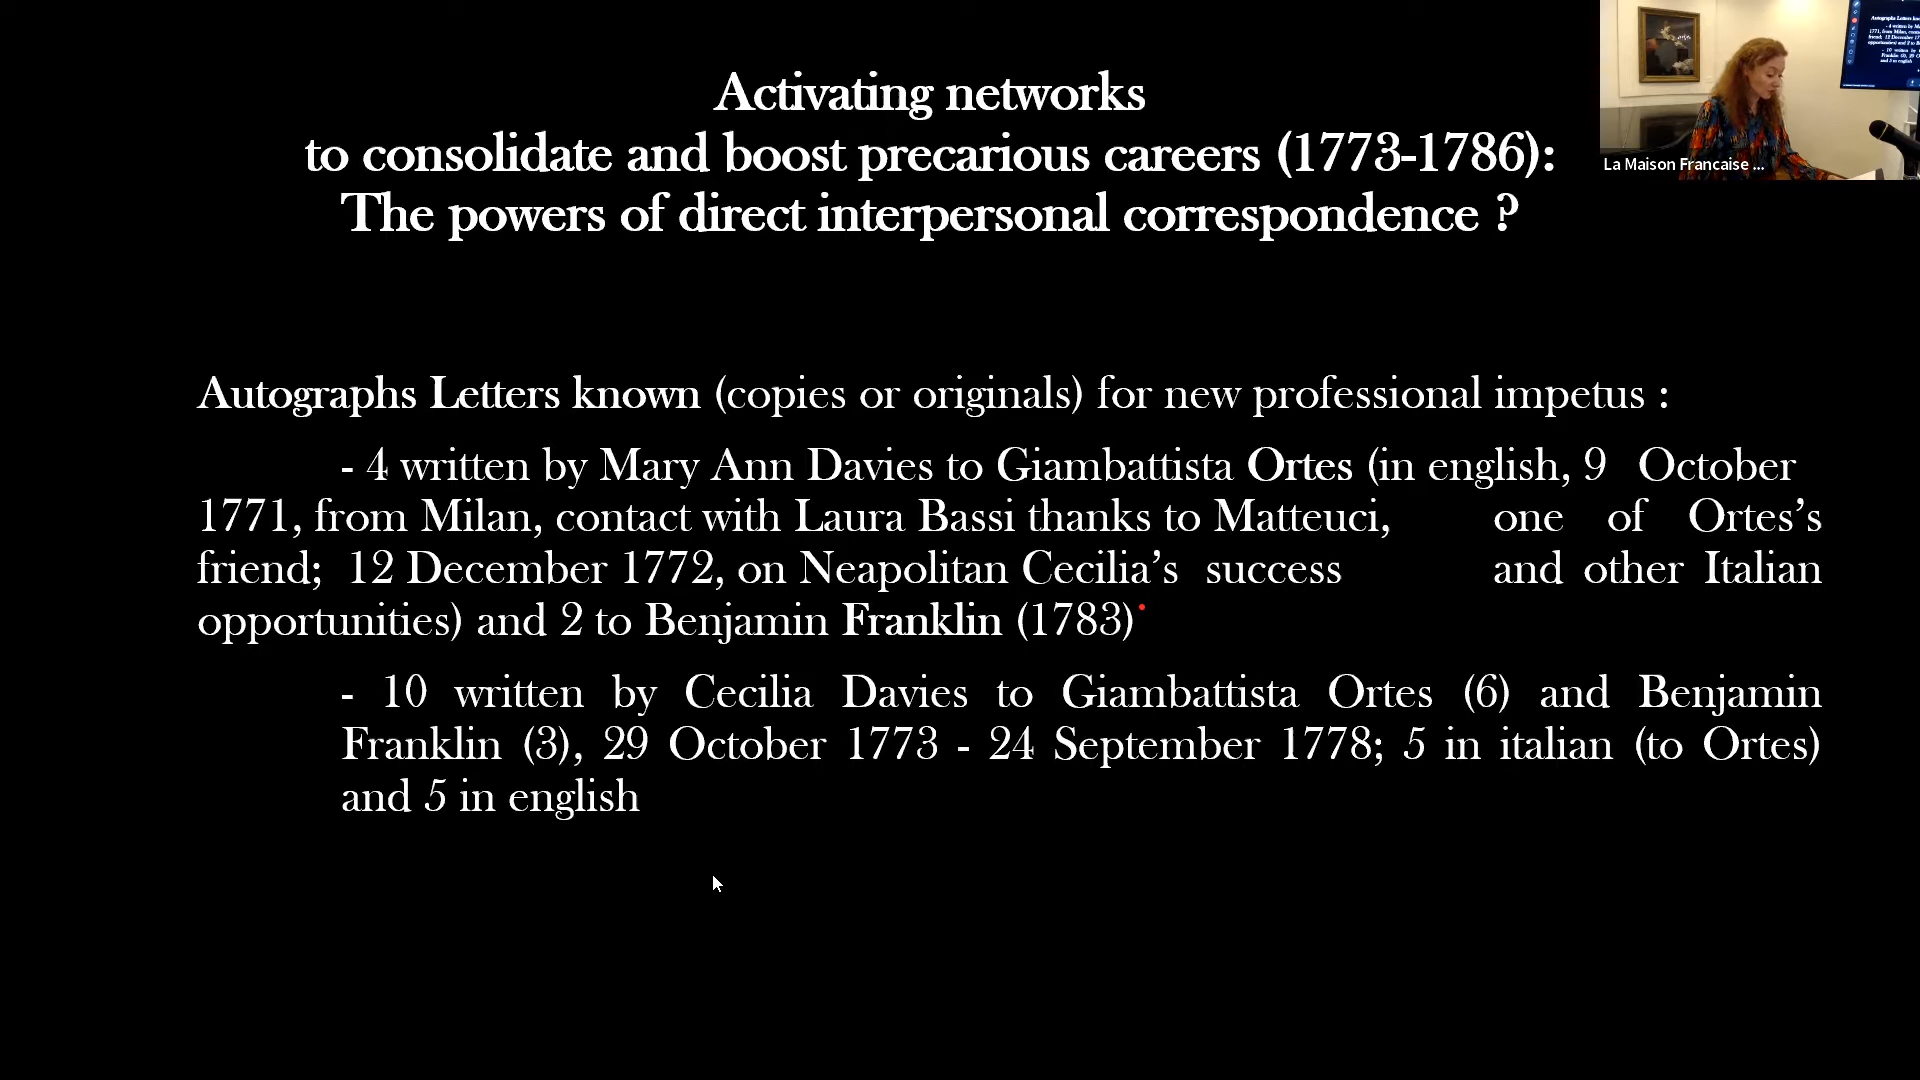 Activating networks
to consolidate and boost precarious careers (1773-1786):
The powers of direct interpersonal correspondence ?
La Maison Francaise ...
Autographs Letters known (copies or originals) for new professional impetus :
- 4 written by Mary Ann Davies to Giambattista Ortes (in english, 9 October
1771, from Milan, contact with Laura Bassi thanks to Matteuci, one of Ortes’s
friend; 12 December 1772, on Neapolitan Cecilia’s success and other Italian
opportunities) and 2 to Benjamin Franklin (1783)
- 10 written by Cecilia Davies to Giambattista Ortes (6) and Benjamin
Franklin (3), 29 October 1773 - 24 September 1778; 5 in italian (to Ortes)
and 5 in english